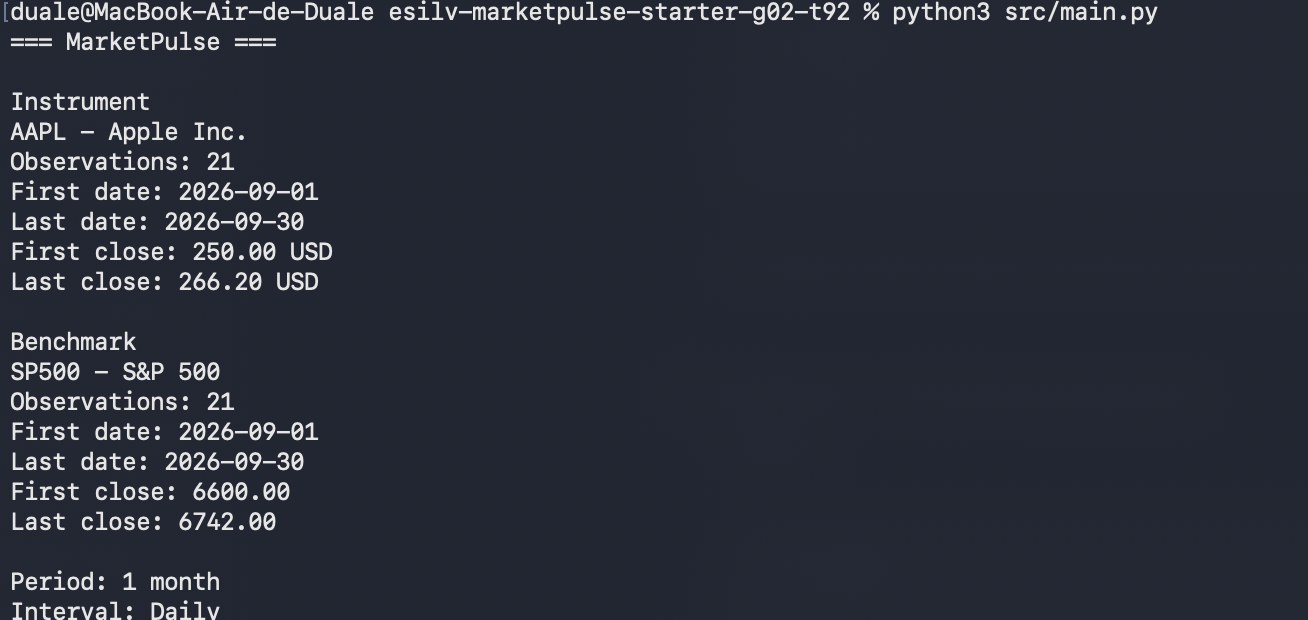 [duale@MacBook-Air-de-Duale esilv-marketpulse-starter-g02-t92 % python3 src/main.py
=== MarketPulse ===
Instrument
AAPL - Apple Inc.
Observations: 21
First date: 2026-09-01
Last date: 2026-09-30
First close: 250.00 USD
Last close: 266.20 USD
Benchmark
SP500 - S&P 500
Observations: 21
First date: 2026-09-01
Last date: 2026-09-30
First close: 6600.00
Last close: 6742.00
Period: 1 month
Interval: Daily